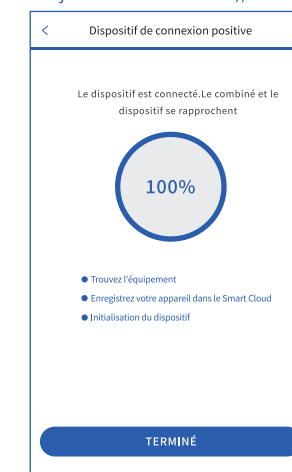 Dispositif de connexion positive
Le dispositif est connecté.Le combiné et le
dispositif se rapprochent
100%
Trouvez l'équipement
Enregistrez votre appareil dans le Smart Cloud
Initialisation du dispositif
TERMINÉ